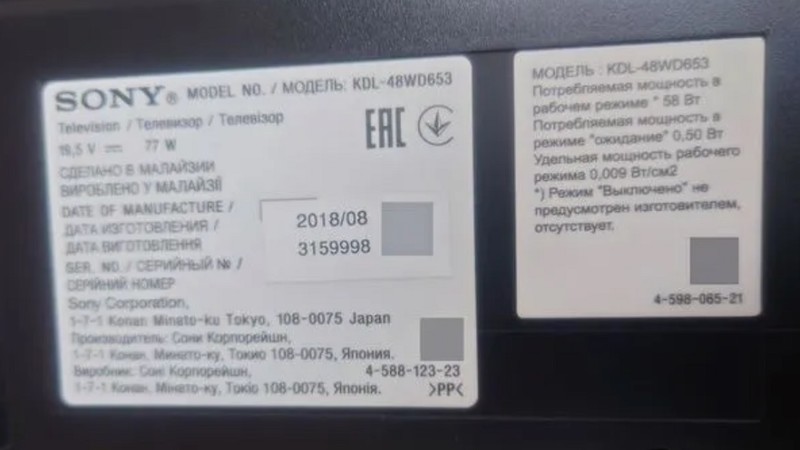 SONY® MODEL NO. / МОДЕЛЬ: KDL-48WD653
Television / Телевизор / Телевізор
19,5 V ⎓ 77 W
EAC
СДЕЛАНО В МАЛАЙЗИИ
ВИРОБЛЕНО У МАЛАЙЗІЇ
DATE OF MANUFACTURE /
ДАТА ИЗГОТОВЛЕНИЯ /
ДАТА ВИГОТОВЛЕННЯ
2018/08
SER. NO. / СЕРИЙНЫЙ № /
СЕРІЙНИЙ НОМЕР
3159998
Sony Corporation,
1-7-1 Konan Minato-ku Tokyo, 108-0075 Japan
Производитель: Сони Корпорейшн,
1-7-1 Конан, Минато-ку, Токио 108-0075, Япония.
Виробник: Соні Корпорейшн,
1-7-1 Конан, Мінато-ку, Токіо 108-0075, Японія.
4-588-123-23
>PP<
МОДЕЛЬ : KDL-48WD653
Потребляемая мощность в
рабочем режиме * 58 Вт
Потребляемая мощность в
режиме "ожидание" 0,50 Вт
Удельная мощность рабочего
режима 0,009 Вт/см2
*) Режим "Выключено" не
предусмотрен изготовителем,
отсутствует.
4-598-065-21